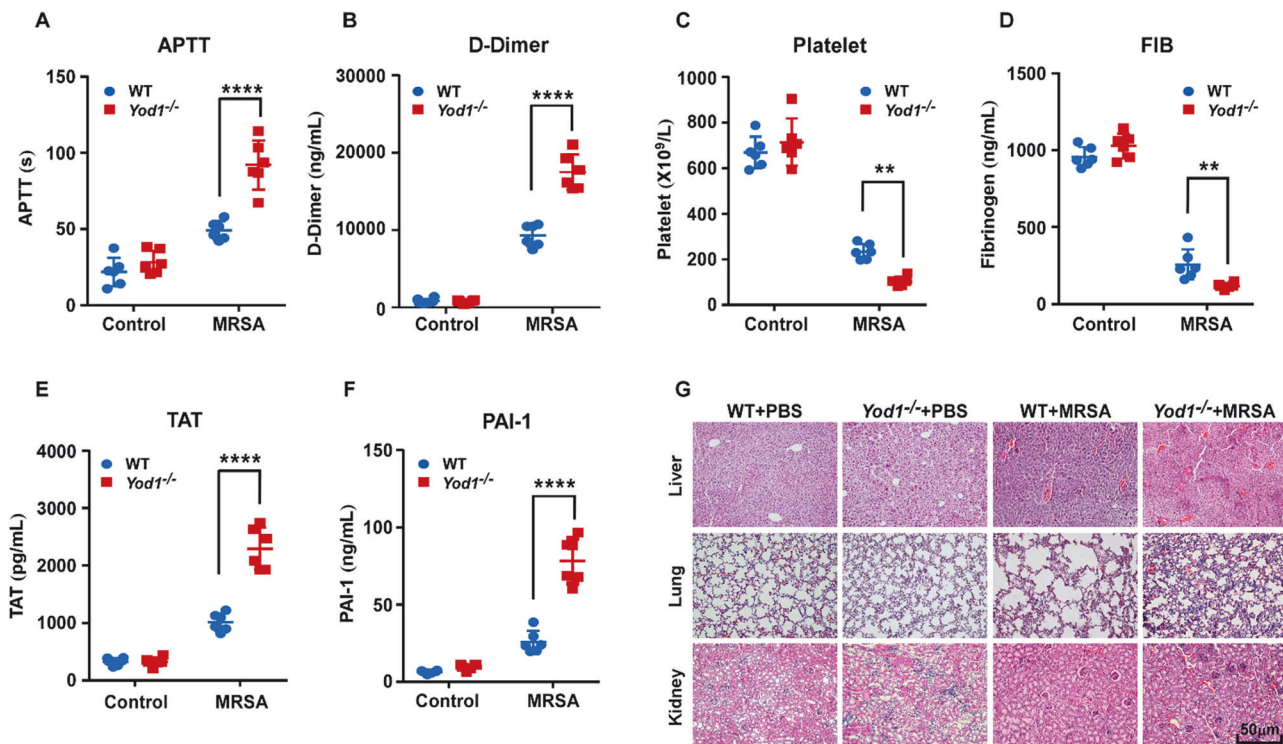 A
APTT
150
100
50
0
APTT (s)
WT
Yod1-/-
****
Control
MRSA
B
D-Dimer
30000
20000
10000
0
D-Dimer (ng/mL)
WT
Yod1-/-
****
Control
MRSA
C
Platelet
1000
800
600
400
200
0
Platelet (X10⁹/L)
WT
Yod1-/-
**
Control
MRSA
D
FIB
1500
1000
500
0
Fibrinogen (ng/mL)
WT
Yod1-/-
**
Control
MRSA
E
TAT
4000
3000
2000
1000
0
TAT (pg/mL)
WT
Yod1-/-
****
Control
MRSA
F
PAI-1
150
100
50
0
PAI-1 (ng/mL)
WT
Yod1-/-
****
Control
MRSA
G
WT+PBS
Yod1-/-+PBS
WT+MRSA
Yod1-/-+MRSA
Liver
Lung
Kidney
50μm